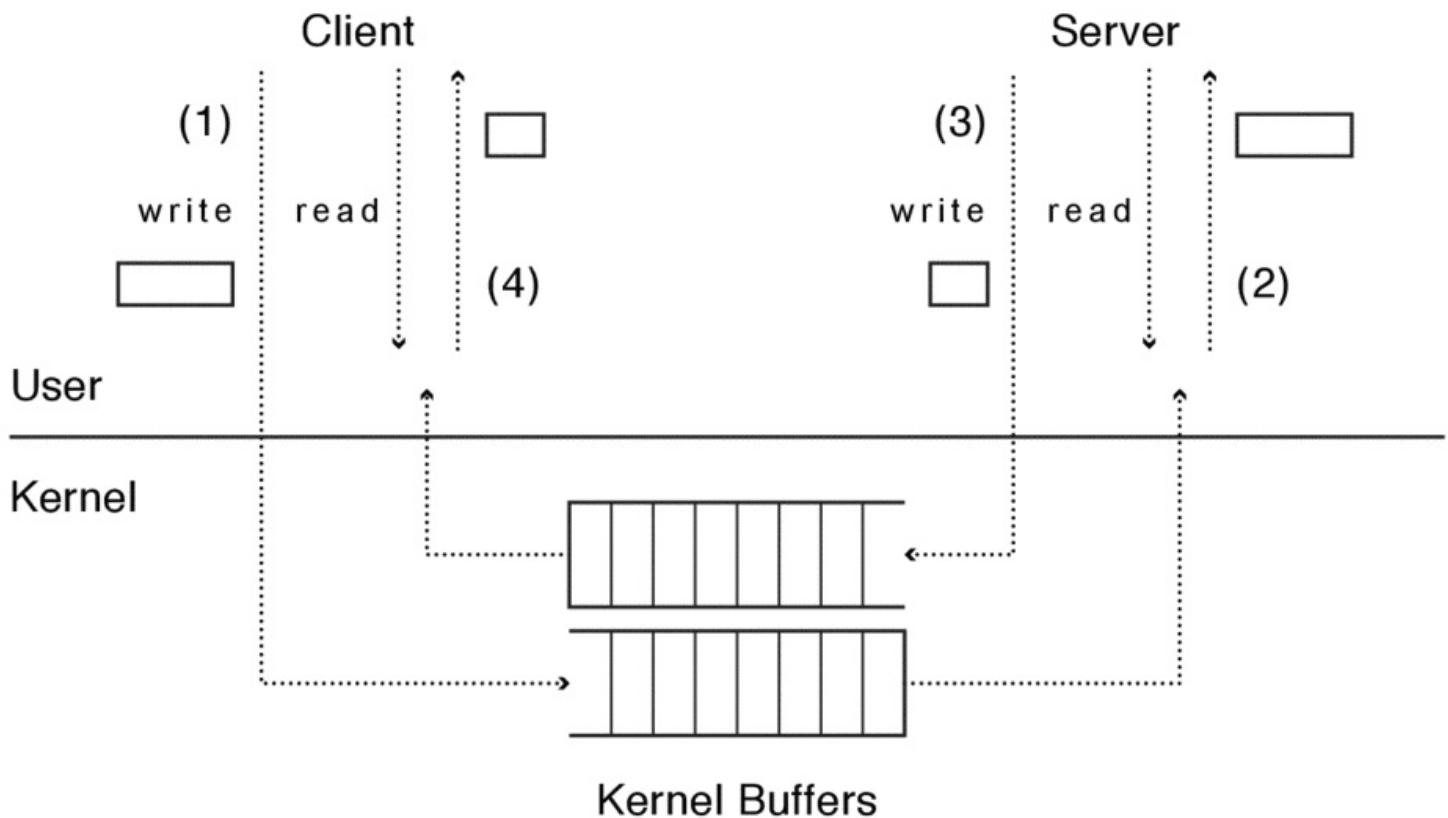 Client
Server
(1)
(3)
write
read
write
read
(4)
(2)
User
Kernel
Kernel Buffers